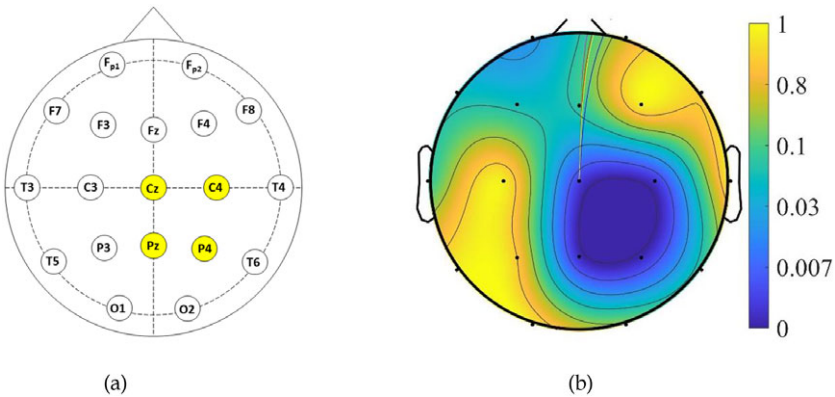 Fp1 Fp2
F7 F3 Fz F4 F8
T3 C3 Cz C4 T4
T5 P3 Pz P4 T6
O1 O2
1
0.8
0.1
0.03
0.007
0
(a) (b)